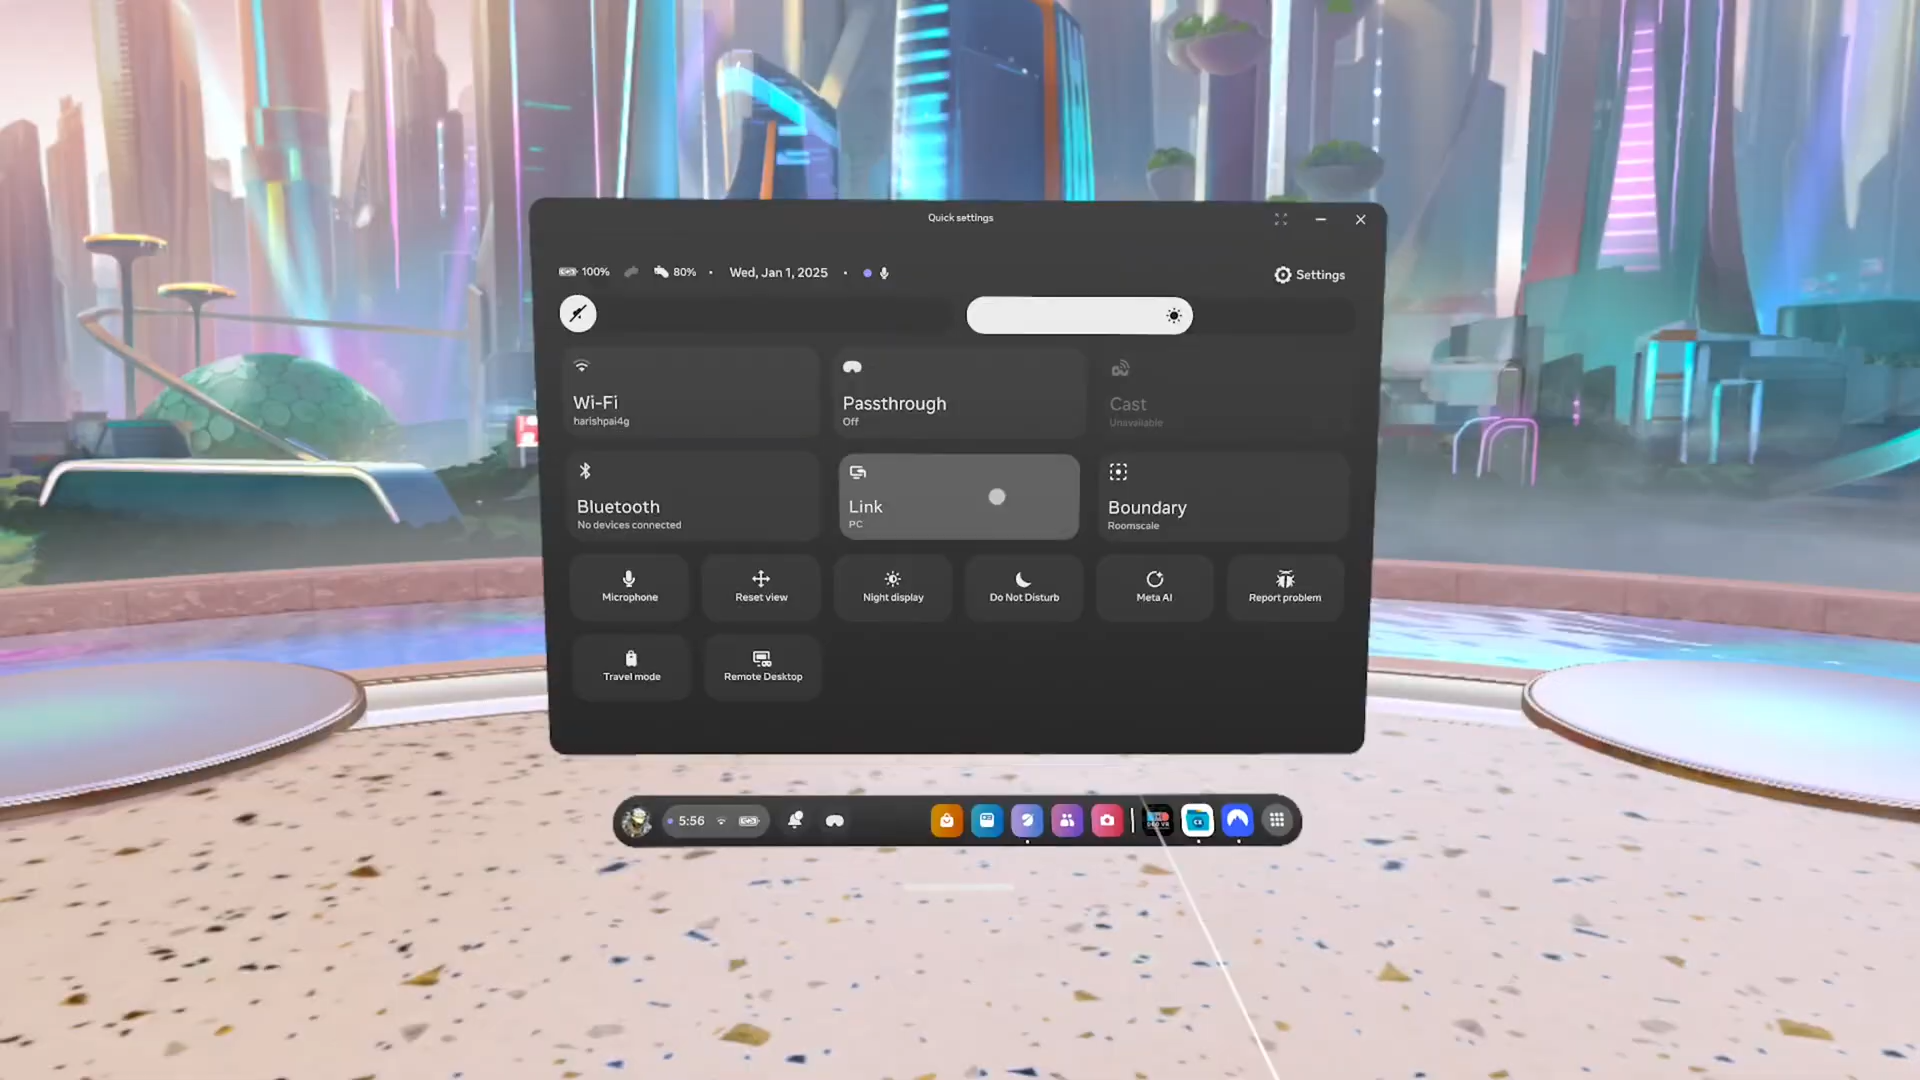 Quick settings
100%
80%
Wed, Jan 1, 2025
Settings
Wi-Fi
harishpai4g
Passthrough
Off
Cast
Unavailable
Bluetooth
No devices connected
Link
PC
Boundary
Roomscale
Microphone
Reset view
Night display
Do Not Disturb
Meta AI
Report problem
Travel mode
Remote Desktop
5:56